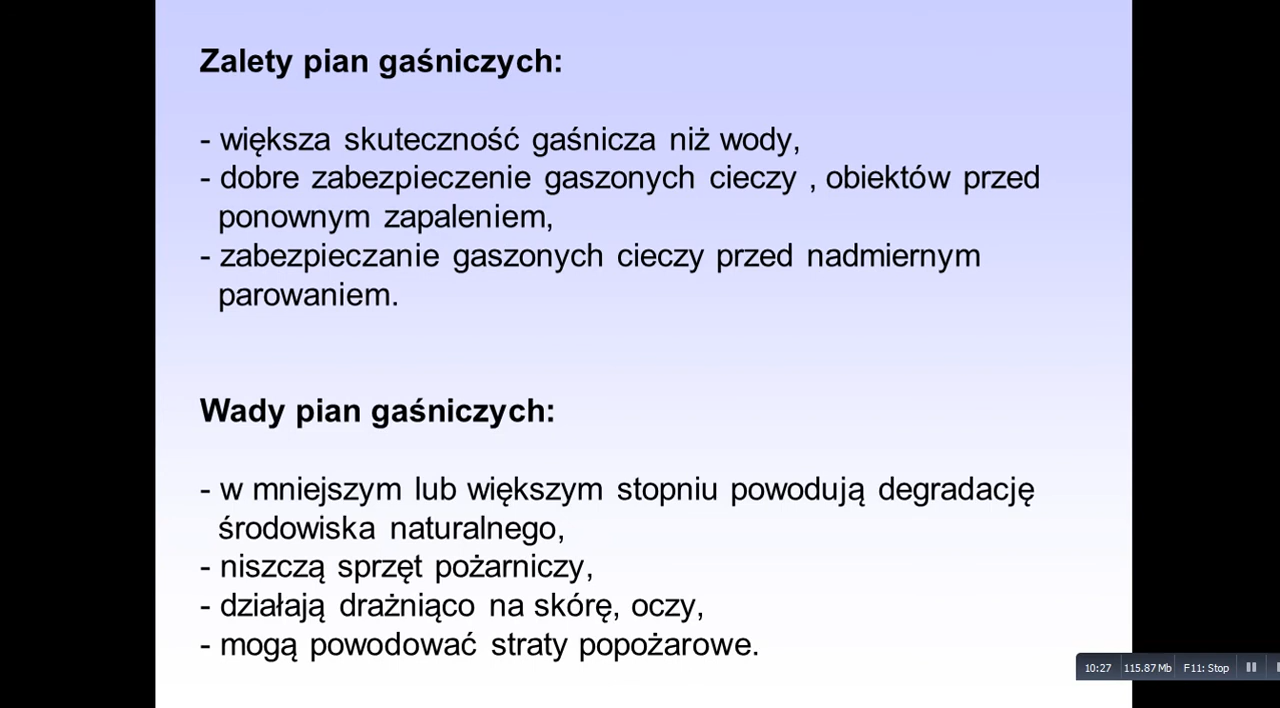 Zalety pian gaśniczych:
- większa skuteczność gaśnicza niż wody,
- dobre zabezpieczenie gaszonych cieczy , obiektów przed
ponownym zapaleniem,
- zabezpieczanie gaszonych cieczy przed nadmiernym
parowaniem.
Wady pian gaśniczych:
- w mniejszym lub większym stopniu powodują degradację
środowiska naturalnego,
- niszczą sprzęt pożarniczy,
- działają drażniąco na skórę, oczy,
- mogą powodować straty popożarowe.
10:27 115.87 Mb F11: Stop